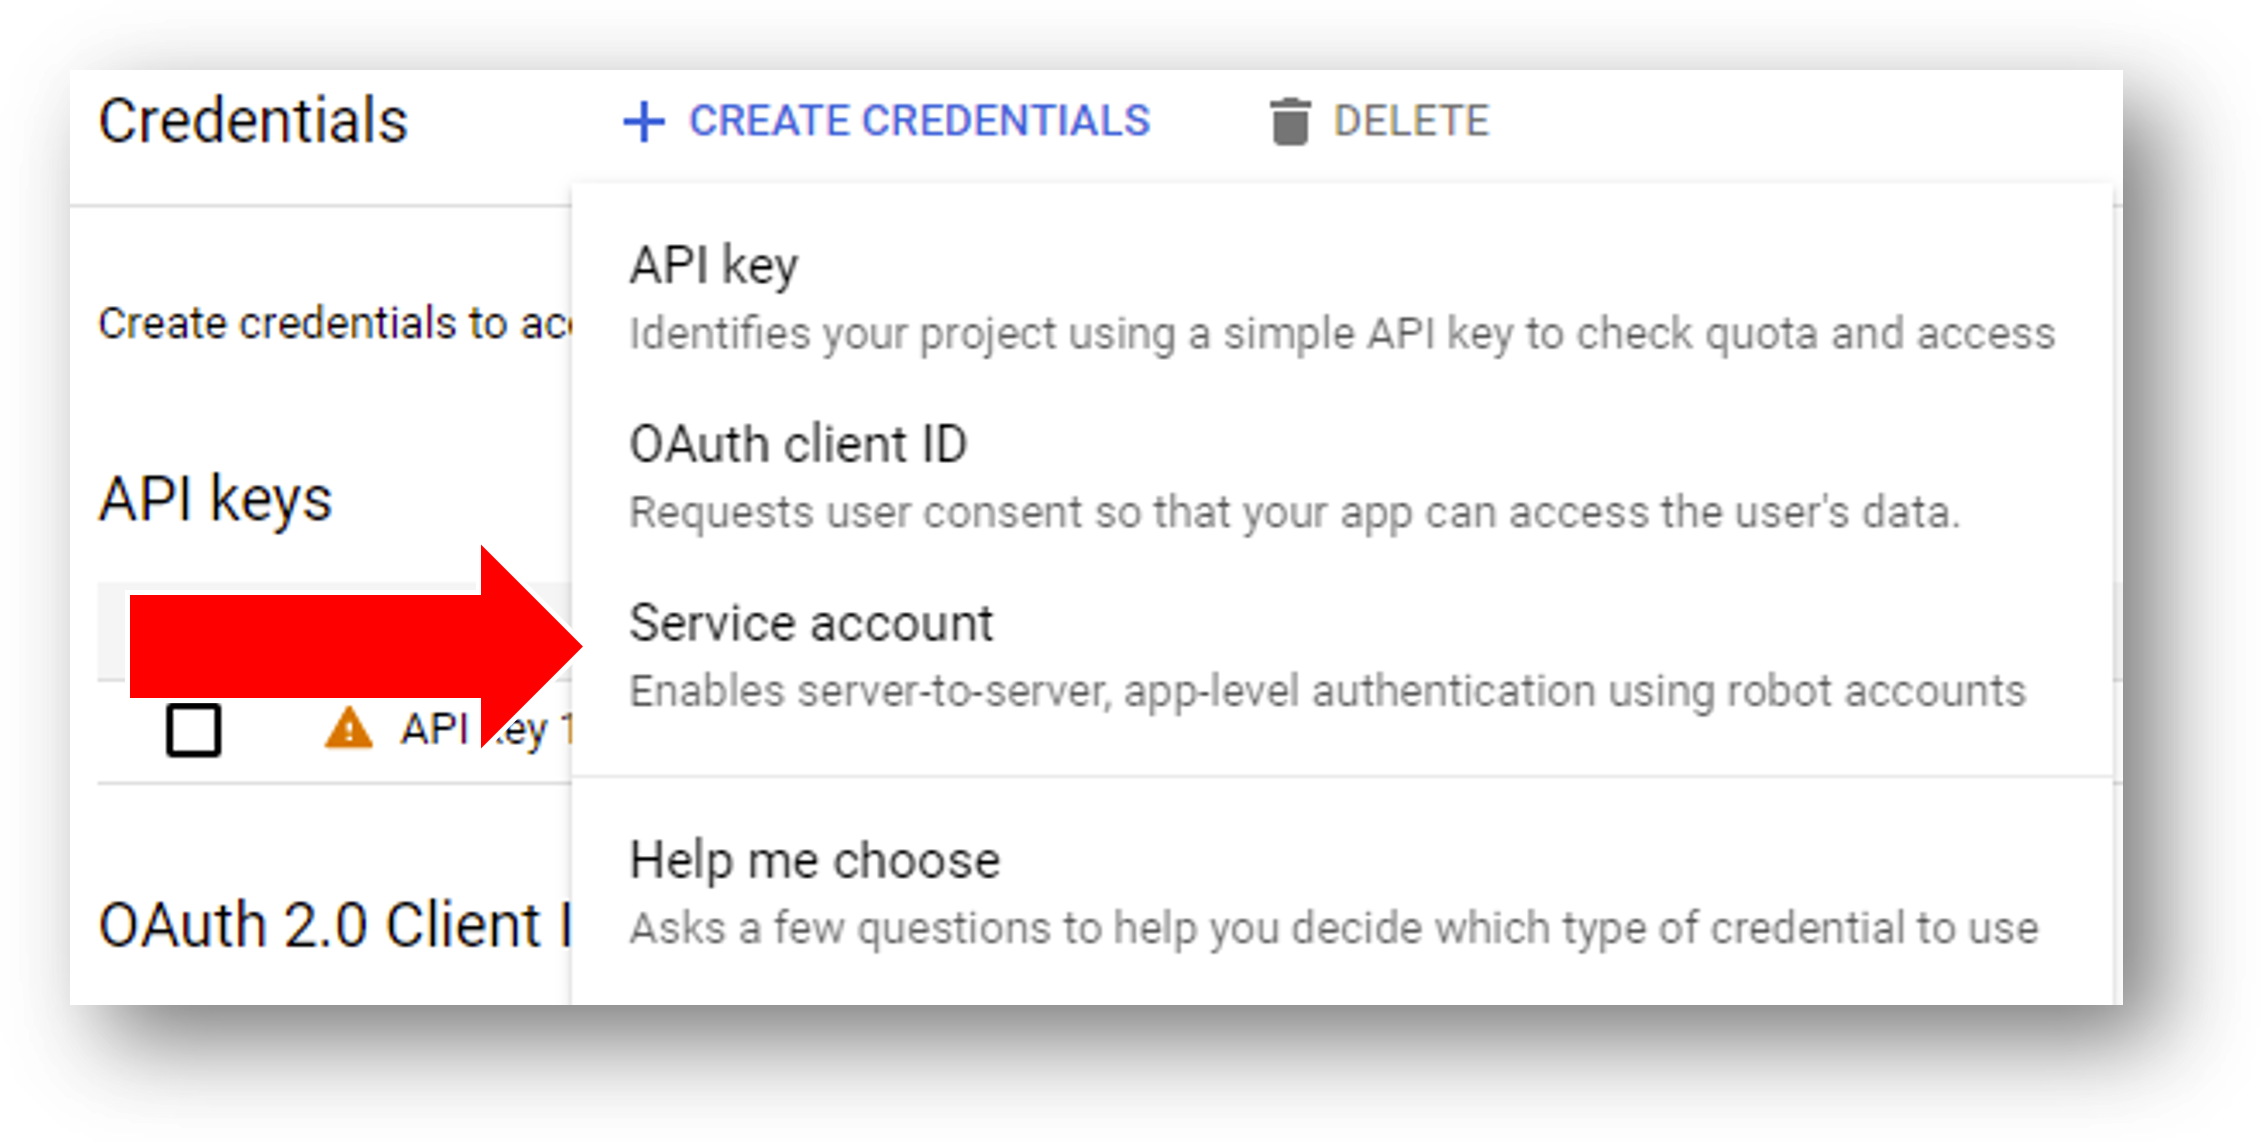 Credentials
CREATE CREDENTIALS
DELETE
API key
Identifies your project using a simple API key to check quota and access
Create credentials to
OAuth client ID
Requests user consent so that your app can access the user's data.
API keys
Service account
Enables server-to-server, app-level authentication using robot accounts
API
Help me choose
Asks a few questions to help you decide which type of credential to use
OAuth 2.0 Client